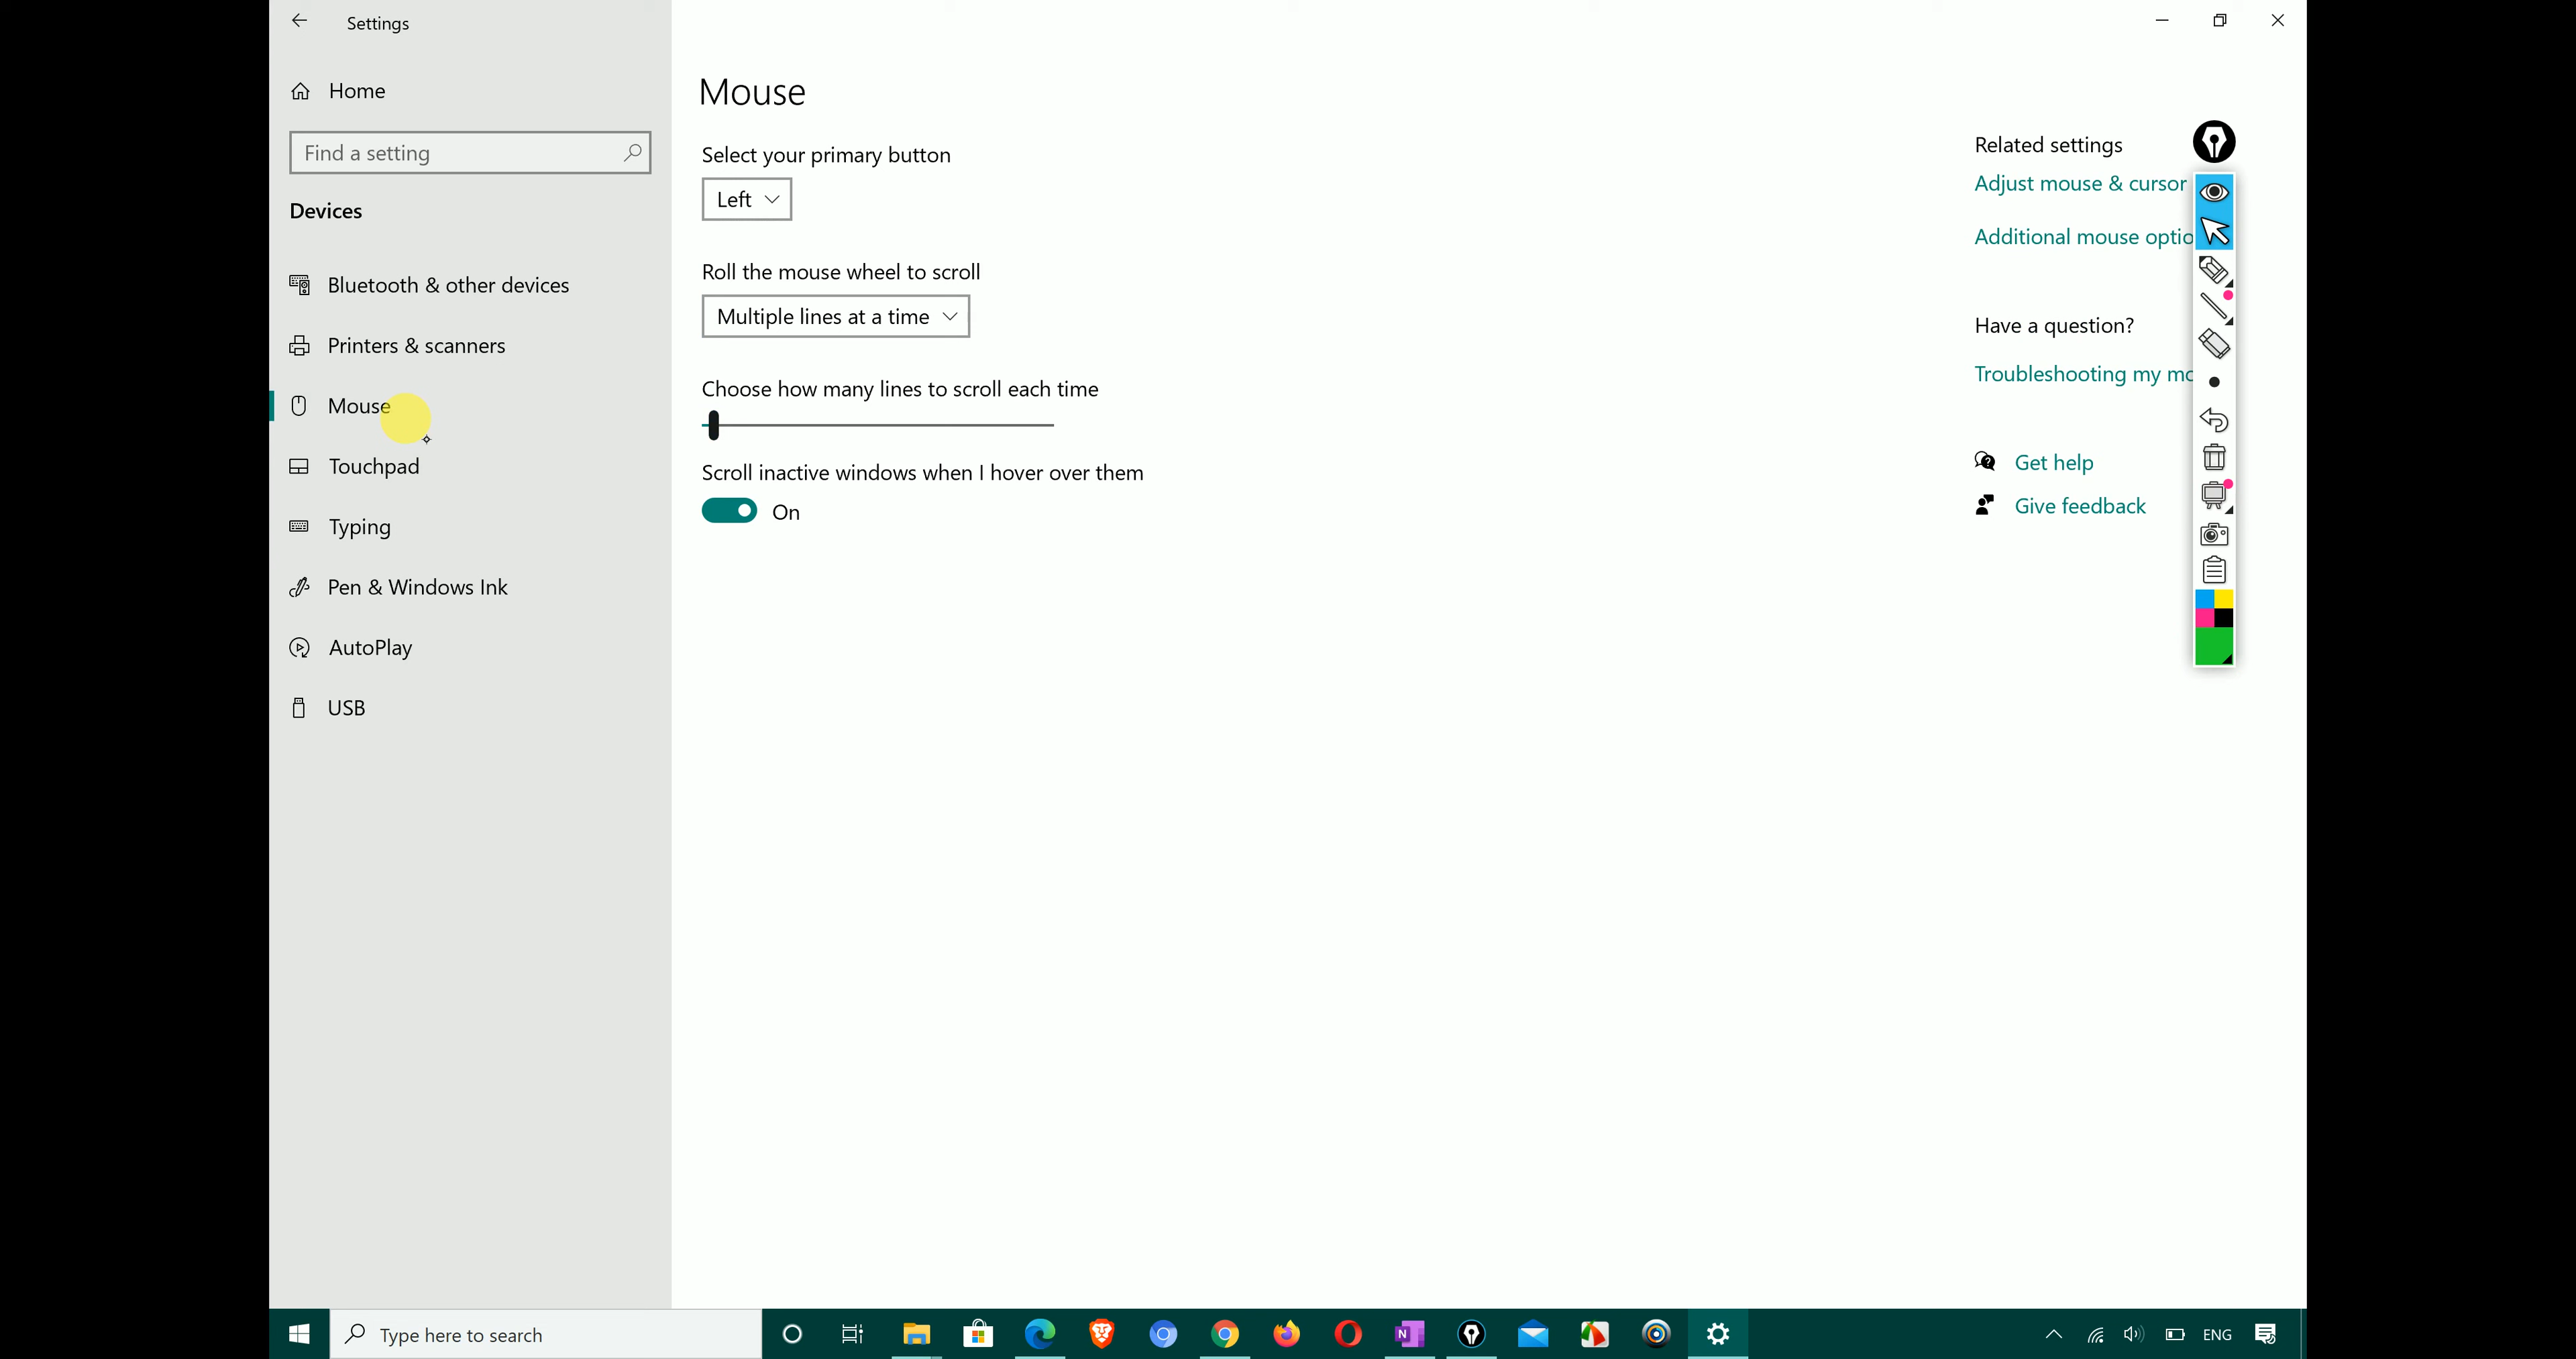 Settings
Home
Find a setting
Devices
Bluetooth & other devices
Printers & scanners
Mouse
Touchpad
Typing
Pen & Windows Ink
AutoPlay
USB
Mouse
Select your primary button
Left
Roll the mouse wheel to scroll
Multiple lines at a time
Choose how many lines to scroll each time
Scroll inactive windows when I hover over them
On
Related settings
Adjust mouse & cursor
Additional mouse optio
Have a question?
Troubleshooting my mo
Get help
Give feedback
Type here to search
N
ENG